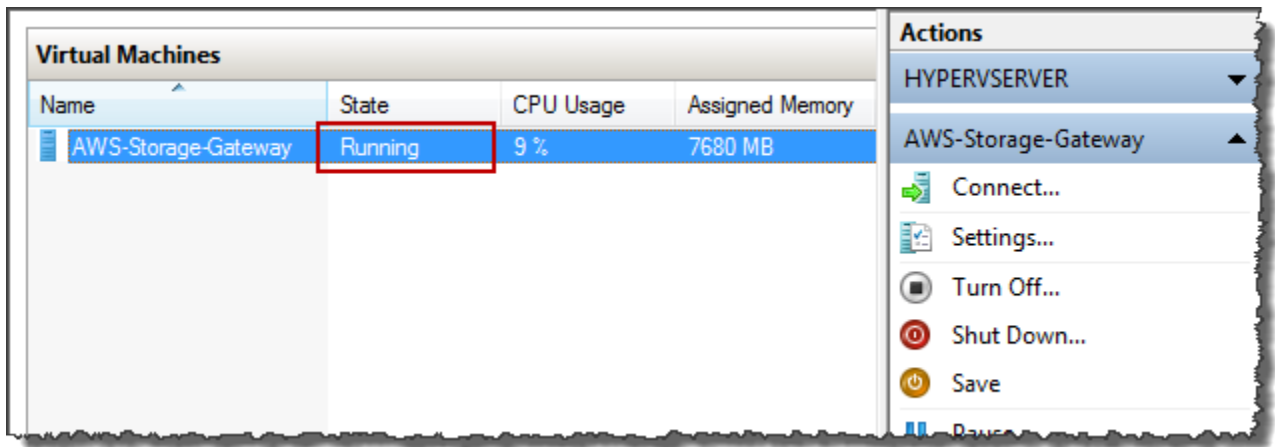 Virtual Machines
Name State CPU Usage Assigned Memory
AWS-Storage-Gateway Running 9 % 7680 MB
Actions
HYPERVSERVER
AWS-Storage-Gateway
Connect...
Settings...
Turn Off...
Shut Down...
Save
Pause